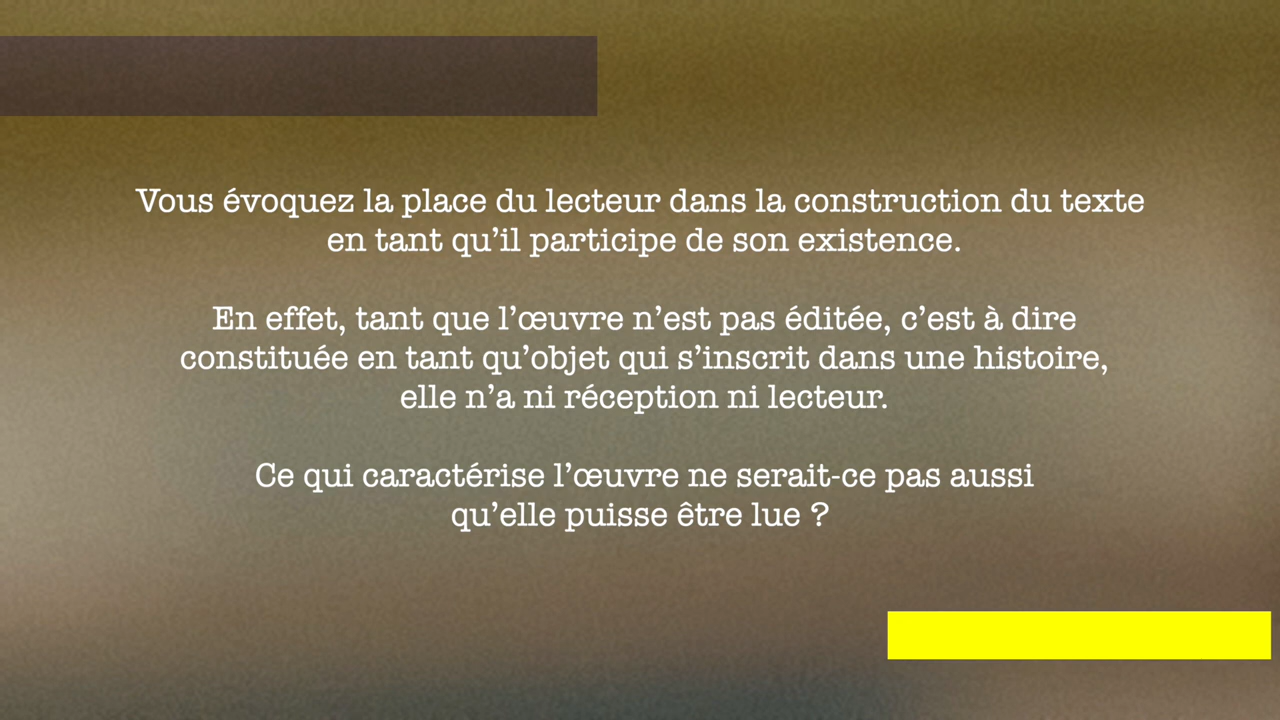 Vous évoquez la place du lecteur dans la construction du texte
en tant qu’il participe de son existence.
En effet, tant que l’œuvre n’est pas éditée, c’est à dire
constituée en tant qu’objet qui s’inscrit dans une histoire,
elle n’a ni réception ni lecteur.
Ce qui caractérise l’œuvre ne serait-ce pas aussi
qu’elle puisse être lue ?